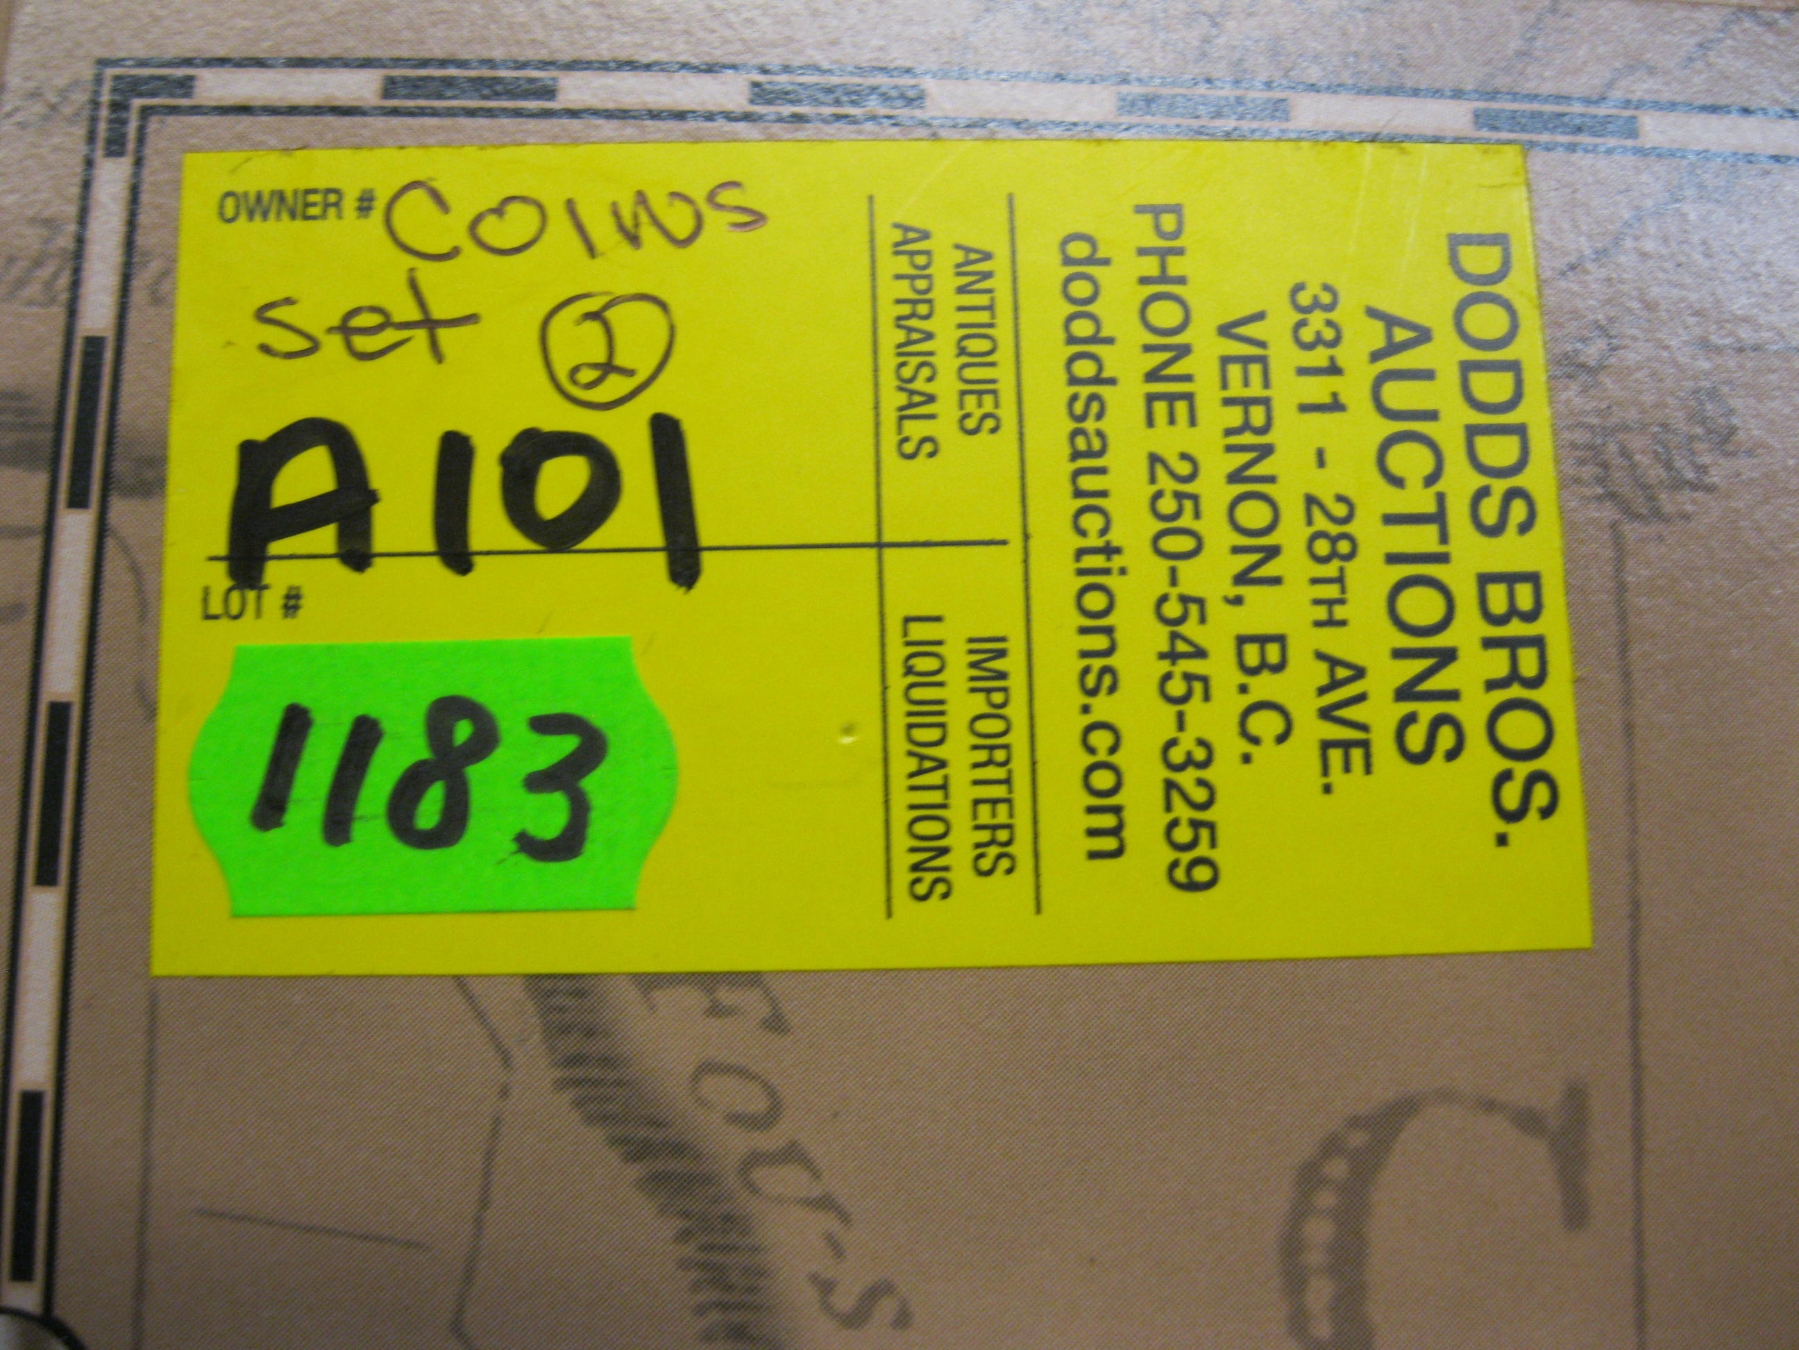 OWNER # COINS
set 2
A101
LOT #
1183
ANTIQUES
APPRAISALS
IMPORTERS
LIQUIDATIONS
DODDS BROS.
AUCTIONS
3311 - 28TH AVE.
VERNON, B.C.
PHONE 250-545-3259
doddsauctions.com